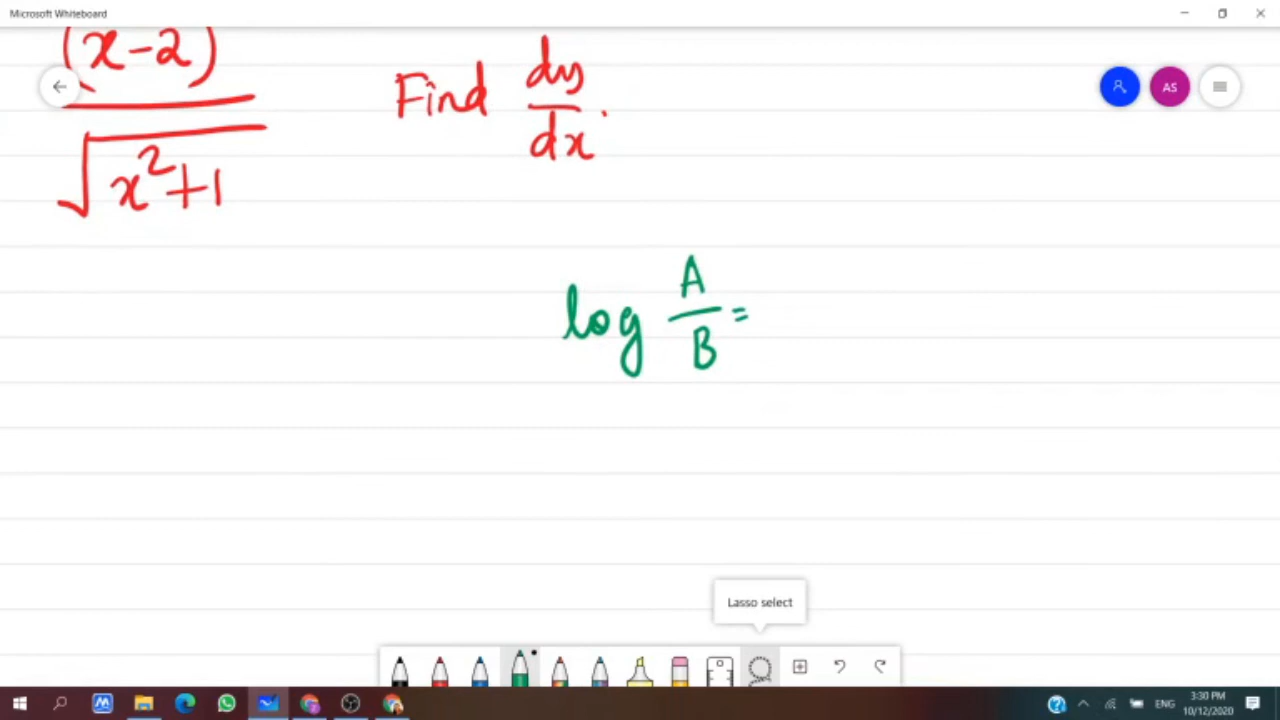 Microsoft Whiteboard
(x-2)
√x²+1
Find dy/dx.
AS
log A/B =
Lasso select
ENG
3:30 PM
10/12/2020